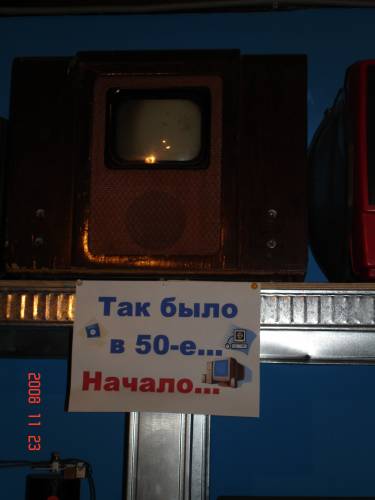 Так было
в 50-е...
Начало...
2008 11 23